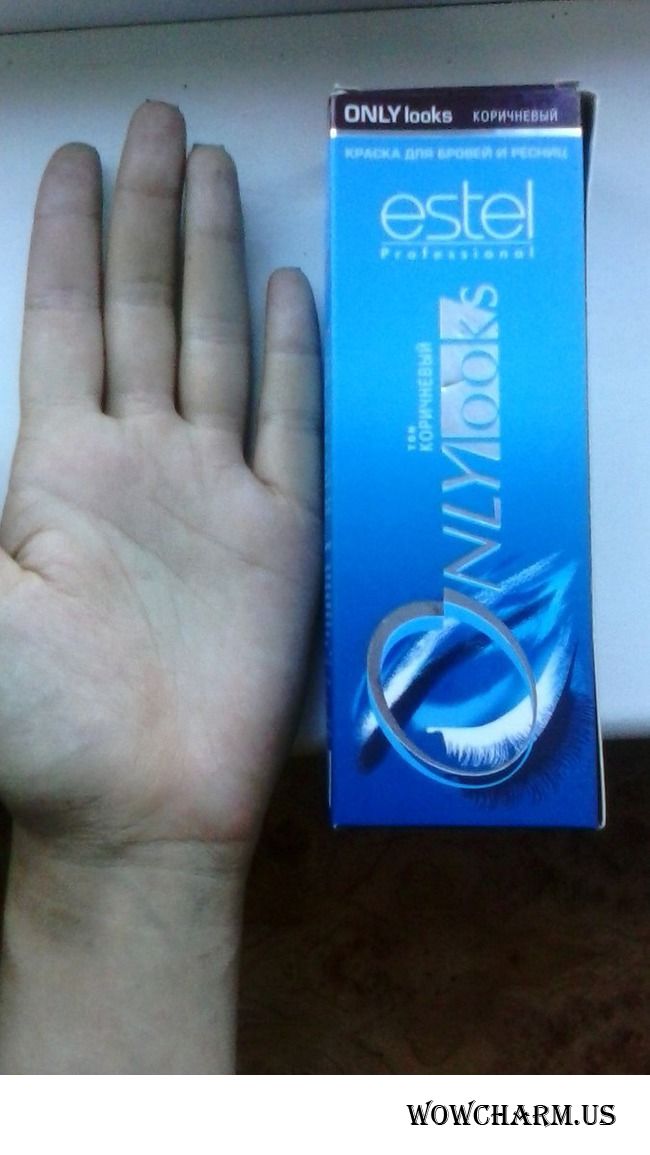 ONLY looks КОРИЧНЕВЫЙ
КРАСКА ДЛЯ БРОВЕЙ И РЕСНИЦ
estel
Professional
тон
КОРИЧНЕВЫЙ
ONLY looks
WOWCHARM.US